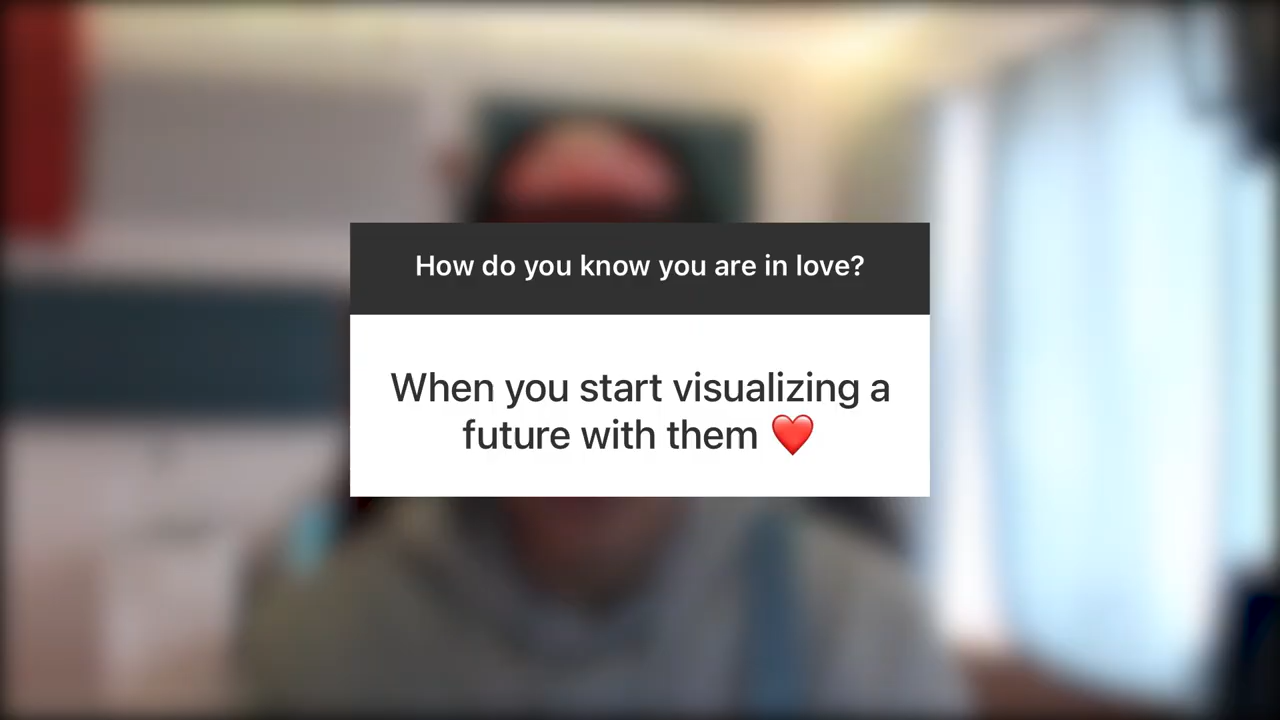 How do you know you are in love?
When you start visualizing a
future with them ❤️